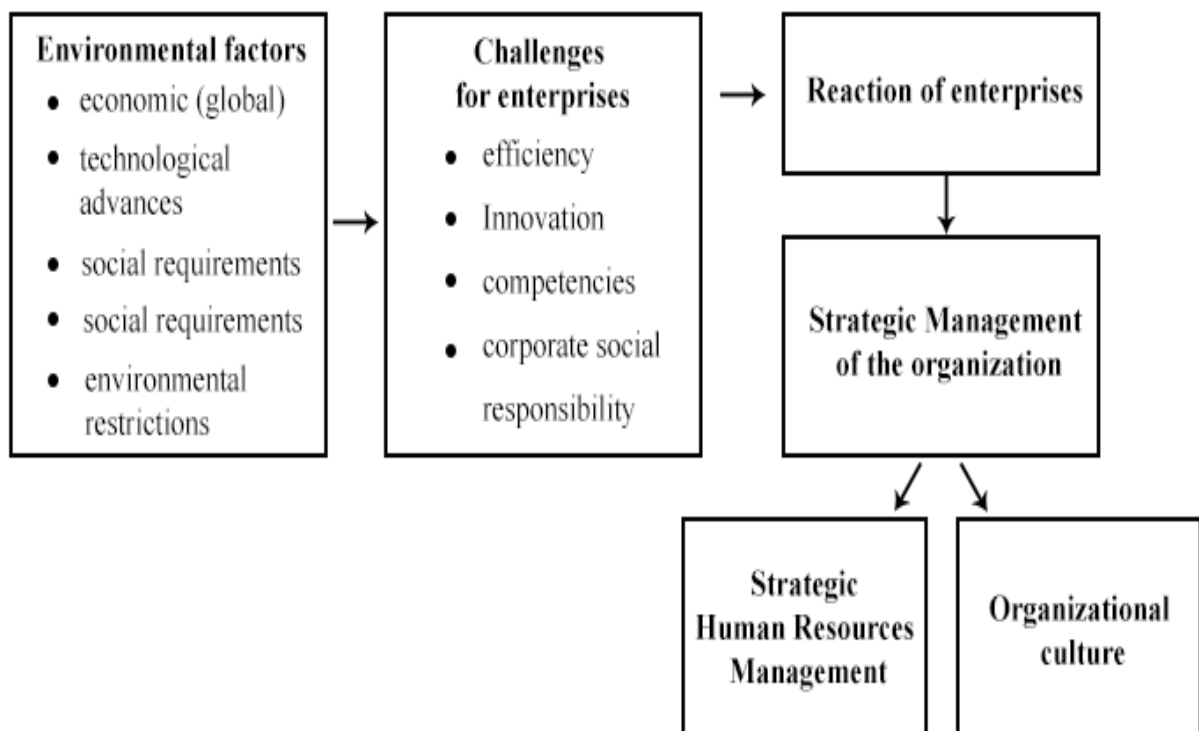 Environmental factors
• economic (global)
• technological
advances
• social requirements
• social requirements
• environmental
restrictions
Challenges
for enterprises
• efficiency
• Innovation
• competencies
• corporate social
responsibility
Reaction of enterprises
Strategic Management
of the organization
Strategic
Human Resources
Management
Organizational
culture